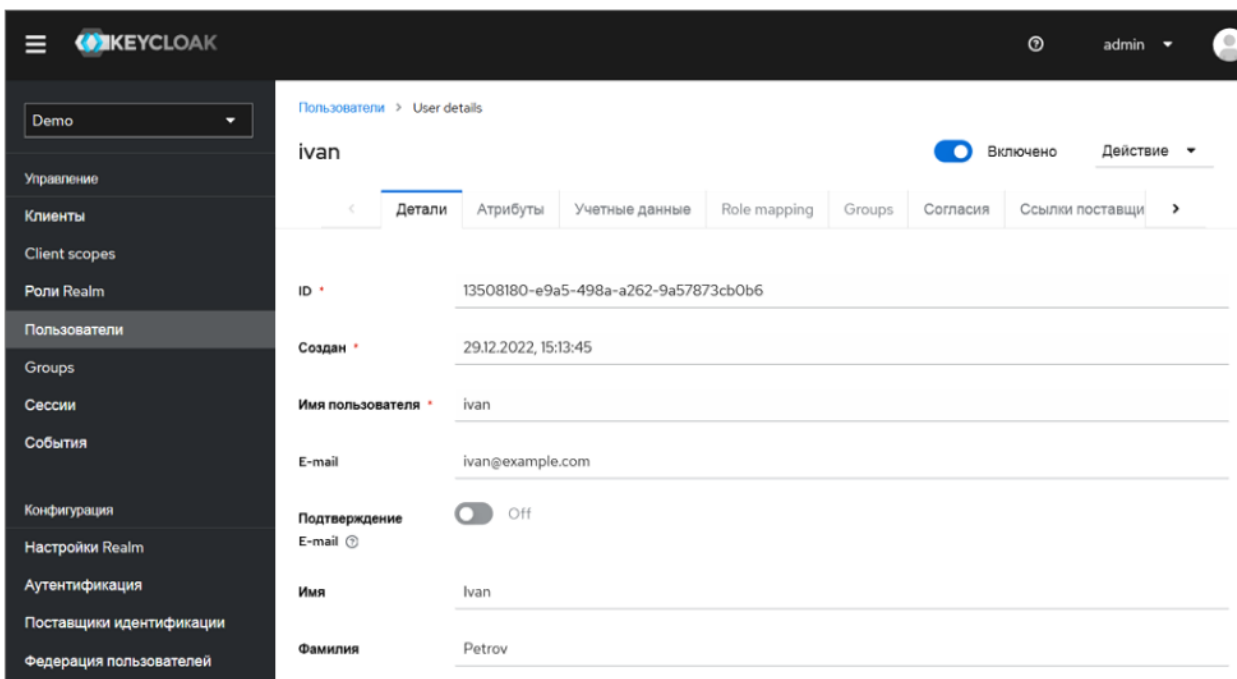 KEYCLOAK
admin
Demo
Управление
Клиенты
Client scopes
Роли Realm
Пользователи
Groups
Сессии
События
Конфигурация
Настройки Realm
Аутентификация
Поставщики идентификации
Федерация пользователей
Пользователи > User details
ivan
Включено
Действие
Детали Атрибуты Учетные данные Role mapping Groups Согласия Ссылки поставщи
ID * 13508180-e9a5-498a-a262-9a57873cb0b6
Создан * 29.12.2022, 15:13:45
Имя пользователя * ivan
E-mail ivan@example.com
Подтверждение Off
E-mail
Имя Ivan
Фамилия Petrov